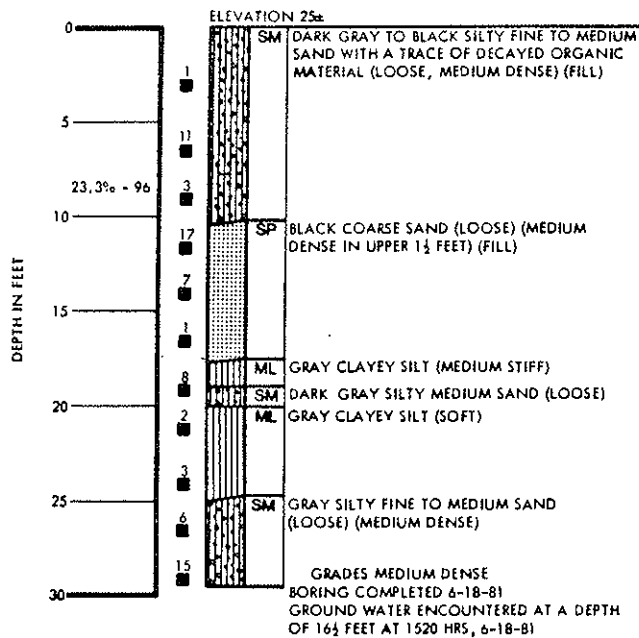 ELEVATION 25±
0
SM DARK GRAY TO BLACK SILTY FINE TO MEDIUM
SAND WITH A TRACE OF DECAYED ORGANIC
MATERIAL (LOOSE, MEDIUM DENSE) (FILL)
1
5
11
23.3% - 96
3
10
SP BLACK COARSE SAND (LOOSE) (MEDIUM
DENSE IN UPPER 1½ FEET) (FILL)
17
7
DEPTH IN FEET
15
1
ML GRAY CLAYEY SILT (MEDIUM STIFF)
8
SM DARK GRAY SILTY MEDIUM SAND (LOOSE)
20
ML GRAY CLAYEY SILT (SOFT)
2
3
25
SM GRAY SILTY FINE TO MEDIUM SAND
(LOOSE) (MEDIUM DENSE)
6
15
GRADES MEDIUM DENSE
30
BORING COMPLETED 6-18-81
GROUND WATER ENCOUNTERED AT A DEPTH
OF 16½ FEET AT 1520 HRS, 6-18-81